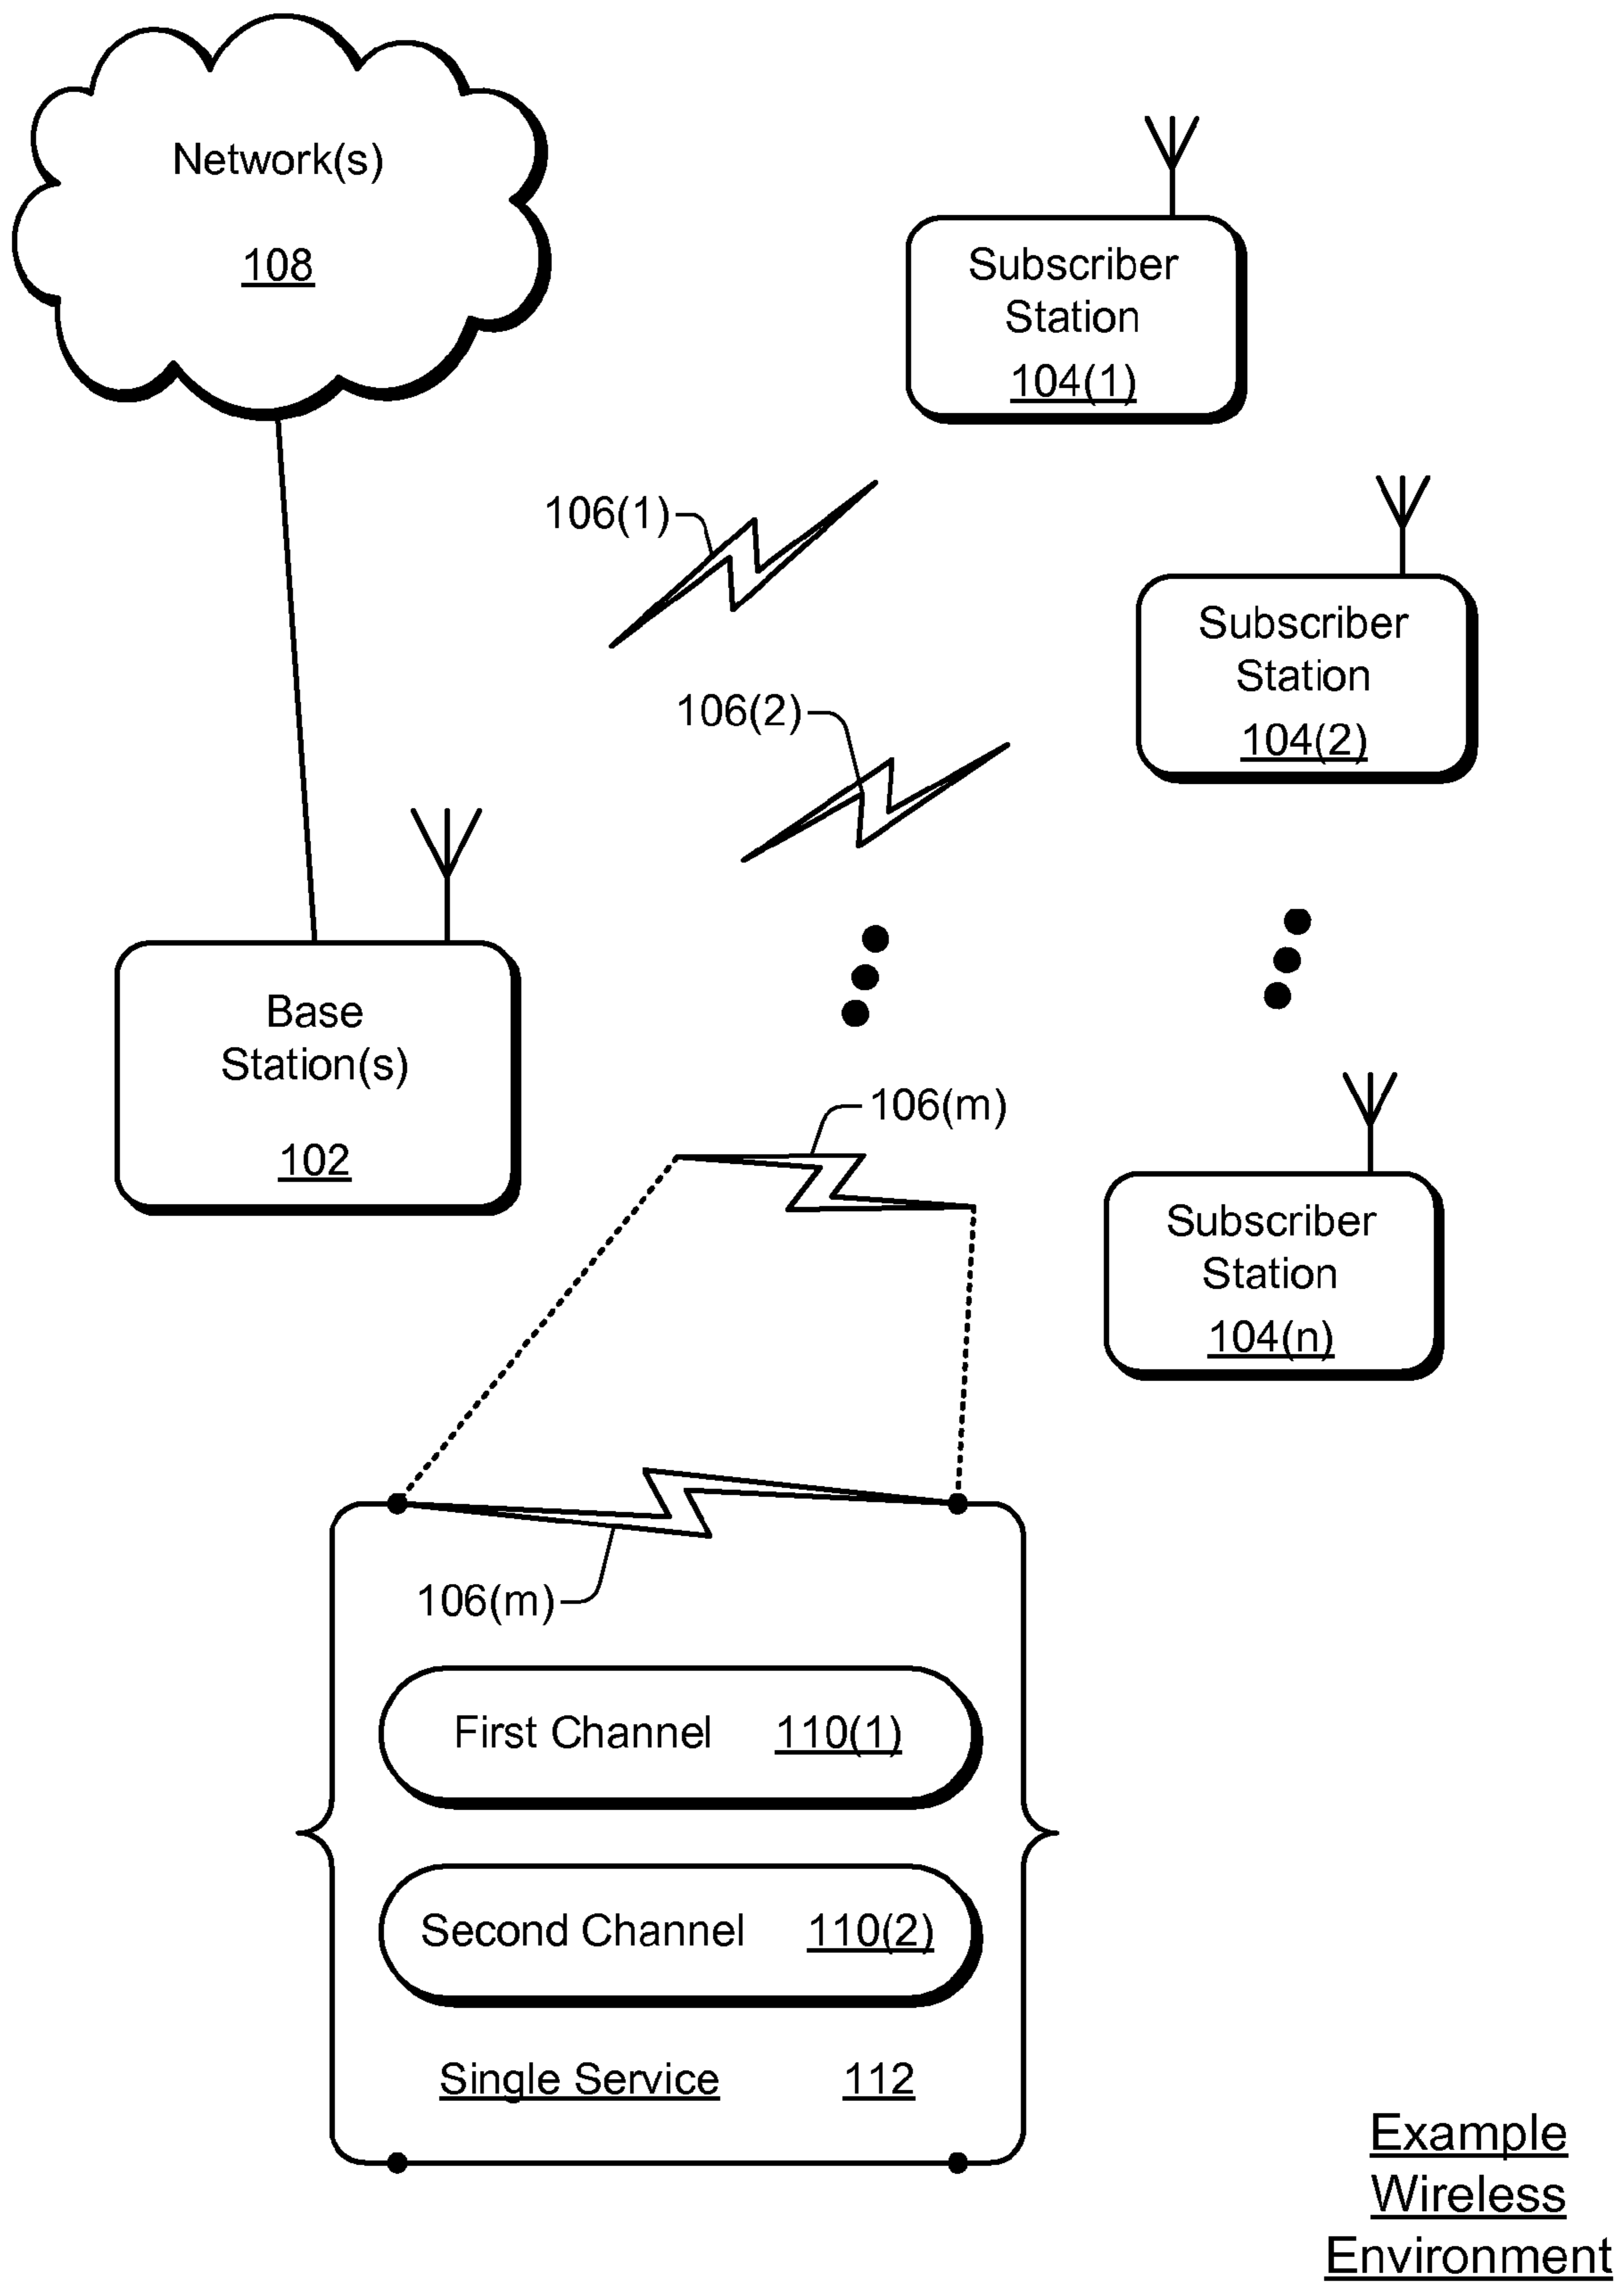 Network(s)
108
Subscriber
Station
104(1)
106(1)
Subscriber
Station
104(2)
106(2)
Base
Station(s)
102
106(m)
Subscriber
Station
104(n)
106(m)
First Channel 110(1)
Second Channel 110(2)
Single Service 112
Example
Wireless
Environment